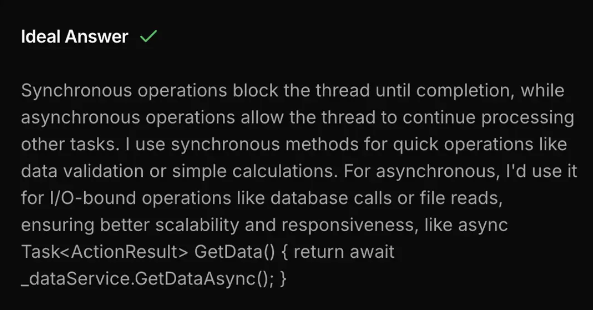 Ideal Answer
Synchronous operations block the thread until completion, while
asynchronous operations allow the thread to continue processing
other tasks. I use synchronous methods for quick operations like
data validation or simple calculations. For asynchronous, I'd use it
for I/O-bound operations like database calls or file reads,
ensuring better scalability and responsiveness, like async
Task<ActionResult> GetData() { return await
_dataService.GetDataAsync(); }